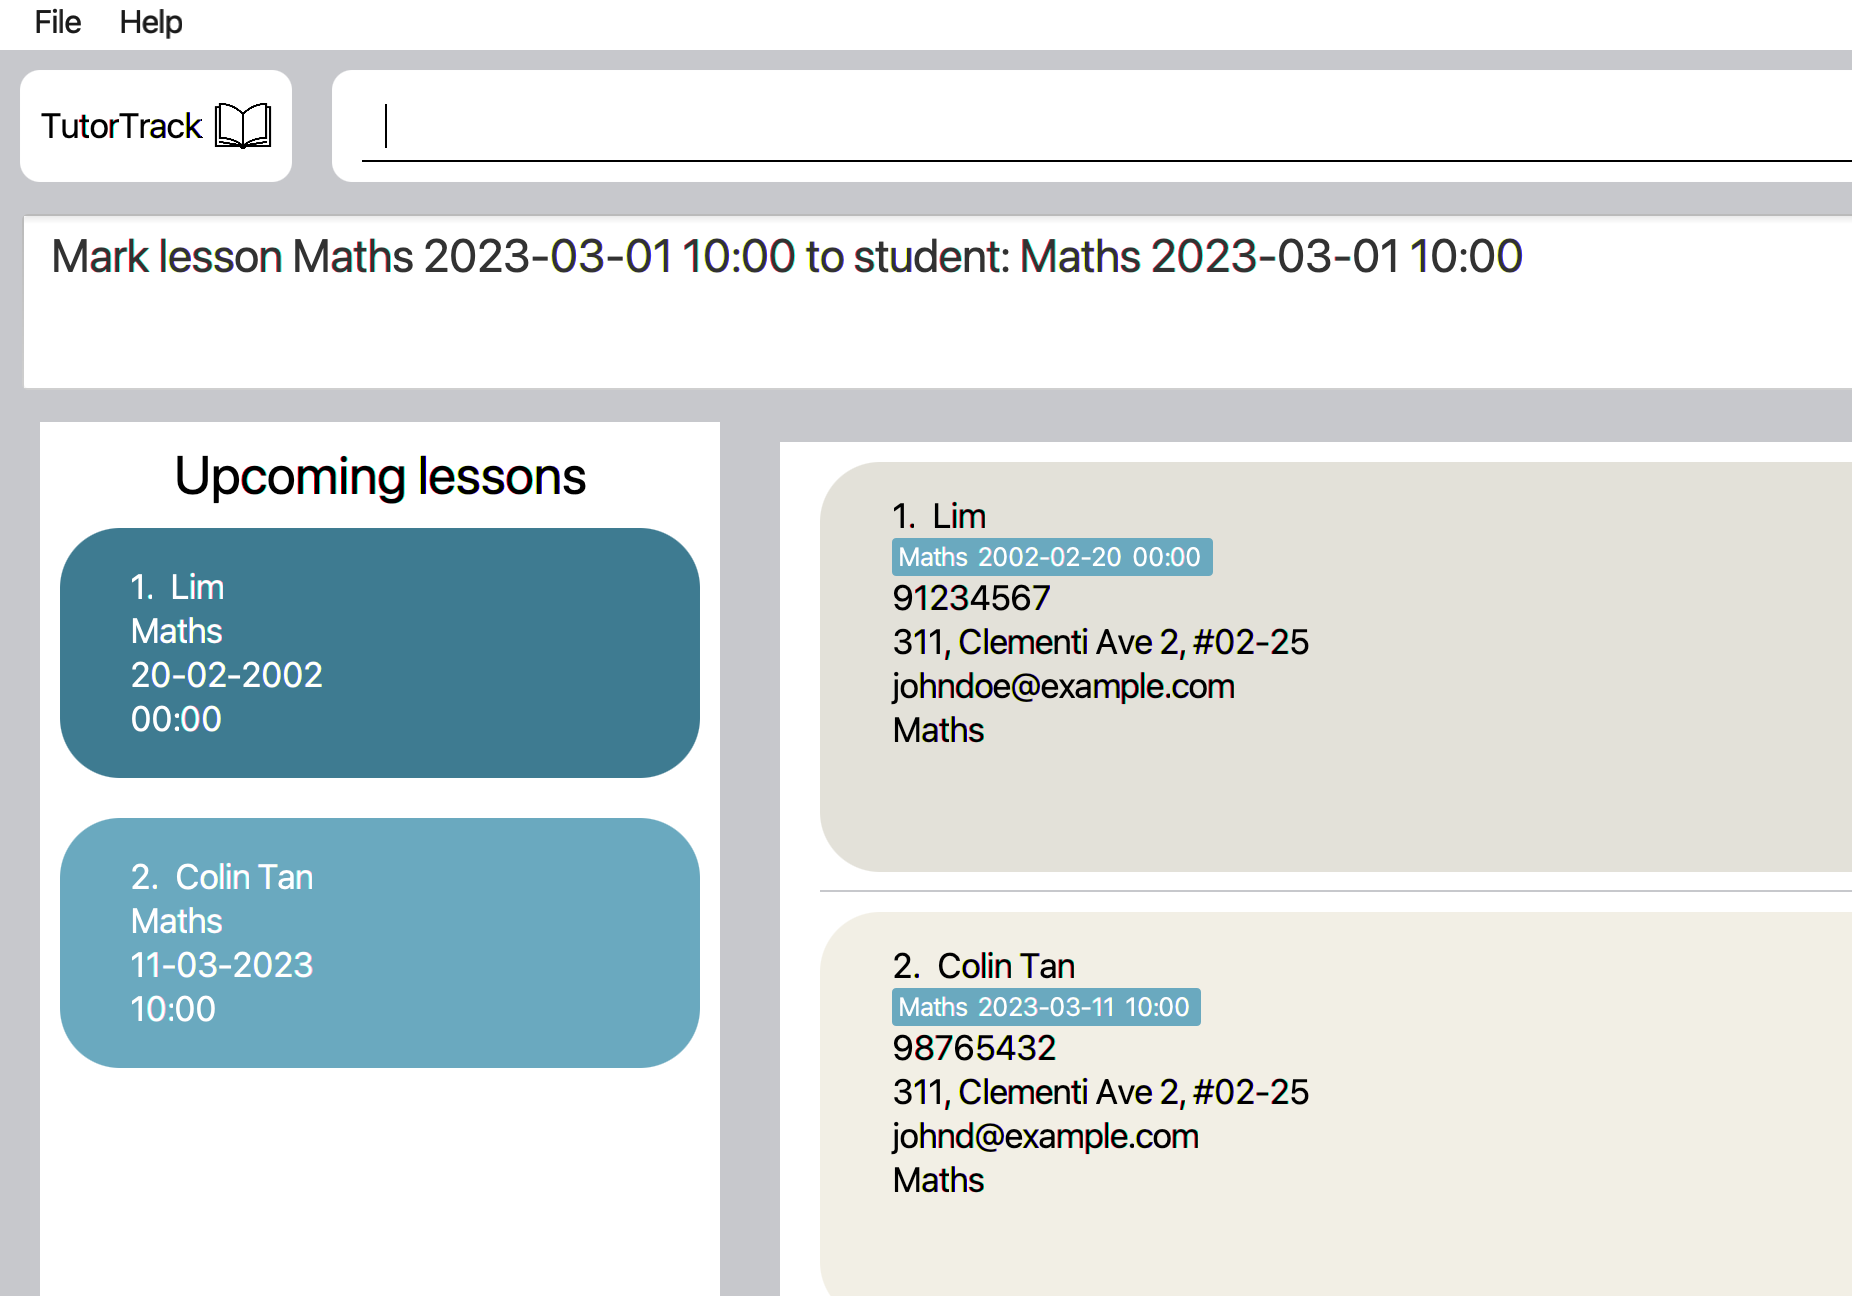 File Help
TutorTrack
Mark lesson Maths 2023-03-01 10:00 to student: Maths 2023-03-01 10:00
Upcoming lessons
1. Lim
Maths
20-02-2002
00:00
2. Colin Tan
Maths
11-03-2023
10:00
1. Lim
Maths 2002-02-20 00:00
91234567
311, Clementi Ave 2, #02-25
johndoe@example.com
Maths
2. Colin Tan
Maths 2023-03-11 10:00
98765432
311, Clementi Ave 2, #02-25
johnd@example.com
Maths